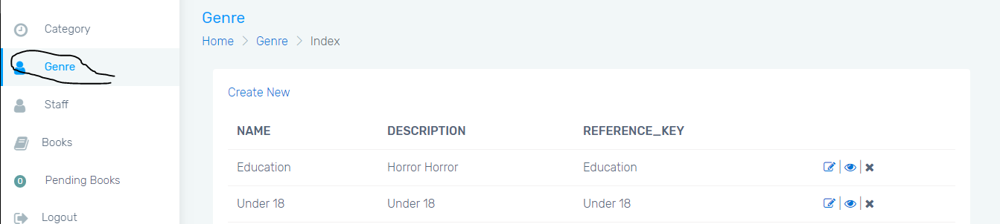 Category
Genre
Staff
Books
0 Pending Books
Logout
Genre
Home > Genre > Index
Create New
NAME DESCRIPTION REFERENCE_KEY
Education Horror Horror Education
Under 18 Under 18 Under 18